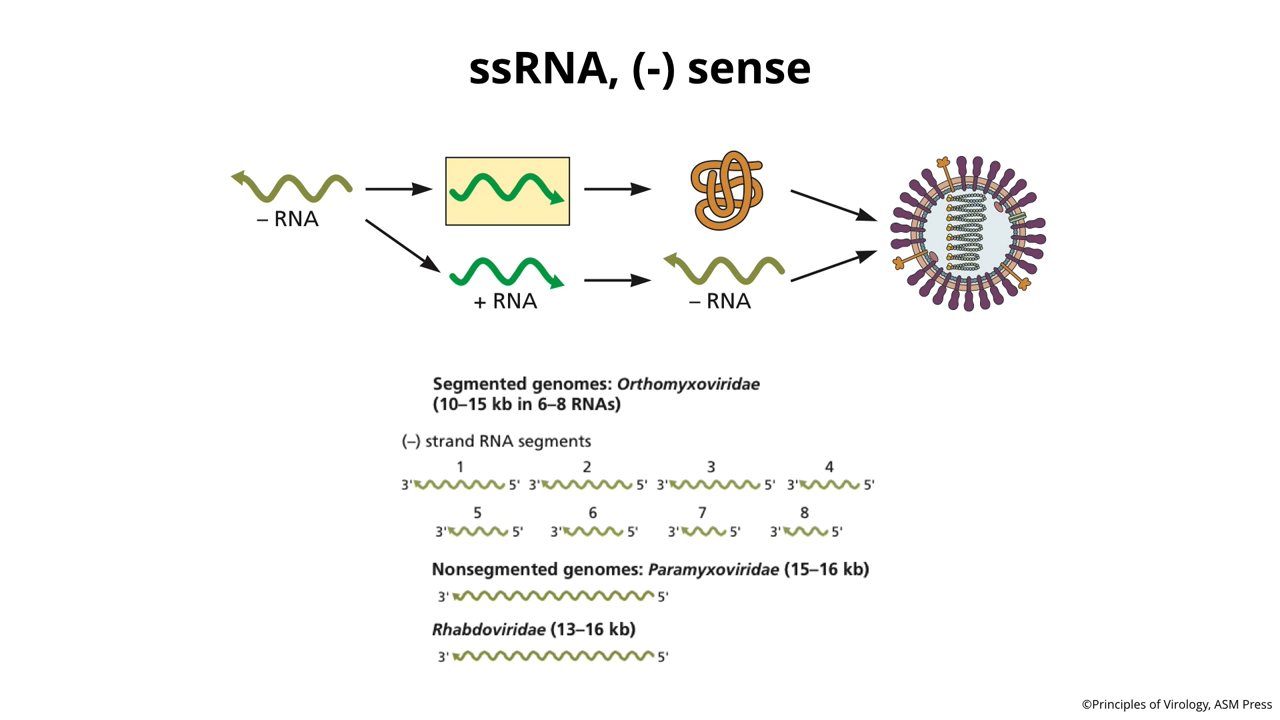 ssRNA, (-) sense
– RNA
+ RNA
– RNA
Segmented genomes: Orthomyxoviridae
(10–15 kb in 6–8 RNAs)
(–) strand RNA segments
1 2 3 4
3' 5' 3' 5' 3' 5' 3' 5'
5 6 7 8
3' 5' 3' 5' 3' 5' 3' 5'
Nonsegmented genomes: Paramyxoviridae (15–16 kb)
3' 5'
Rhabdoviridae (13–16 kb)
3' 5'
©Principles of Virology, ASM Press